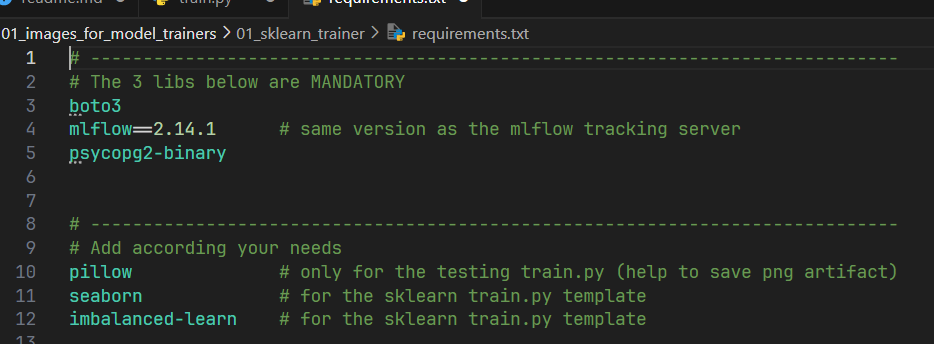 readme.md train.py requirements.txt
01_images_for_model_trainers > 01_sklearn_trainer > requirements.txt
1 # -----------------------------------------------------------------------------
2 # The 3 libs below are MANDATORY
3 boto3
4 mlflow==2.14.1 # same version as the mlflow tracking server
5 psycopg2-binary
6
7
8 # -----------------------------------------------------------------------------
9 # Add according your needs
10 pillow # only for the testing train.py (help to save png artifact)
11 seaborn # for the sklearn train.py template
12 imbalanced-learn # for the sklearn train.py template
13